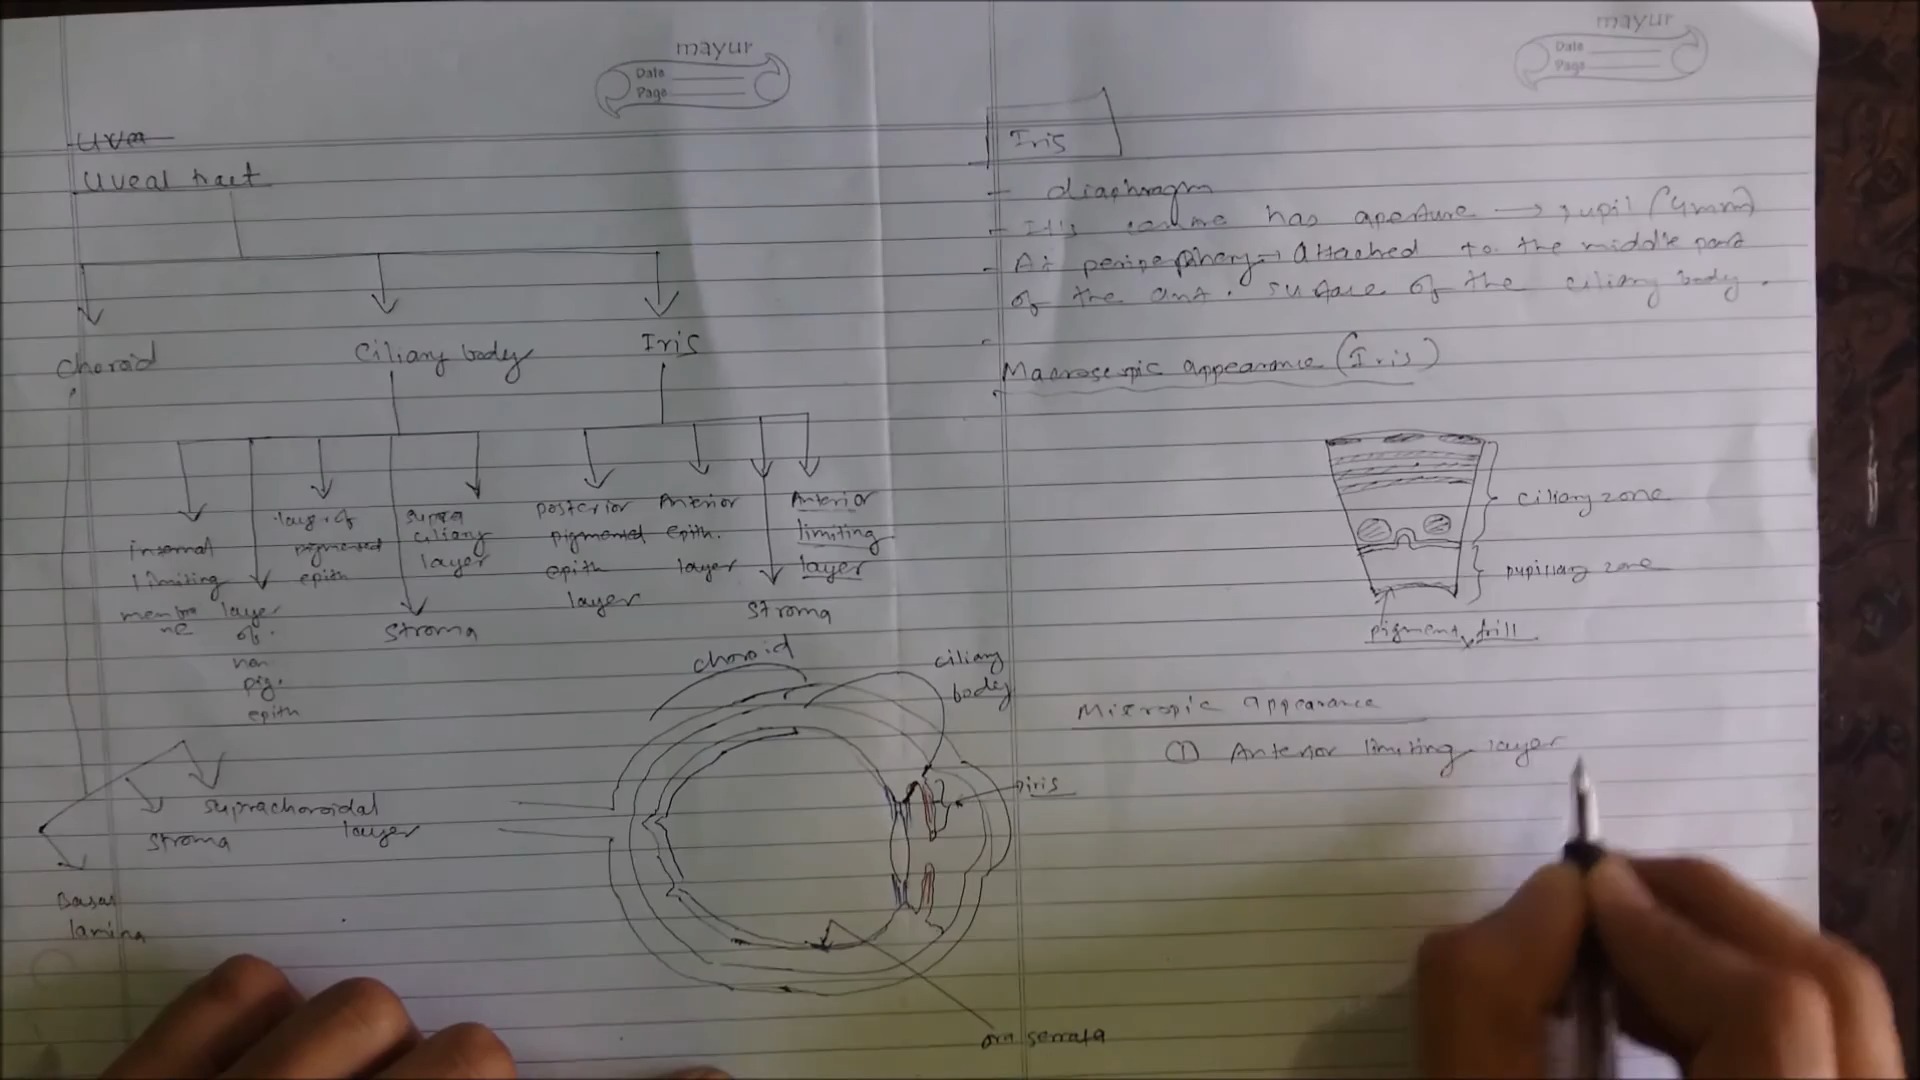 mayur
Date
Page
Uvea
Uveal tract
Choroid
Ciliary body
Iris
internal
limiting
membra
ne
layer
of
non
pig.
epith
layer of
pigmented
epith
stroma
supra
ciliary
layer
posterior
pigmented
epith
layer
Anterior
epith.
layer
stroma
Anterior
limiting
layer
suprachoroidal
layer
stroma
Basal
lamina
choroid
ciliary
body
iris
ora serrata
mayur
Date
Page
Iris
- diaphragm
- It's centre has aperture → pupil (4mm)
- At peripephery → Attached to the middle part
of the ant. surface of the ciliary body.
Macroscopic appearance (Iris)
ciliary zone
pupillary zone
pigment frill
Micropic appearance
① Anterior limiting layer